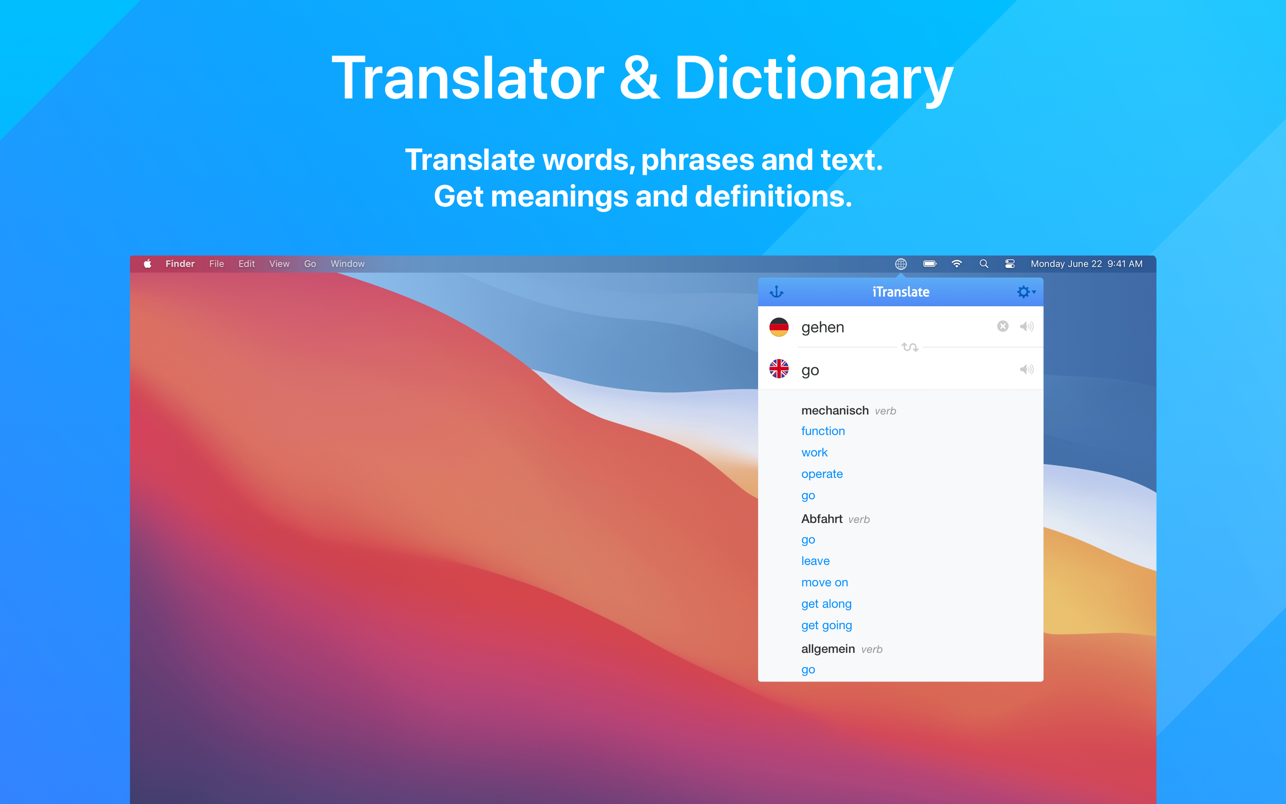 Translator & Dictionary
Translate words, phrases and text.
Get meanings and definitions.
Finder File Edit View Go Window Monday June 22 9:41 AM
iTranslate
gehen
go
mechanisch verb
function
work
operate
go
Abfahrt verb
go
leave
move on
get along
get going
allgemein verb
go